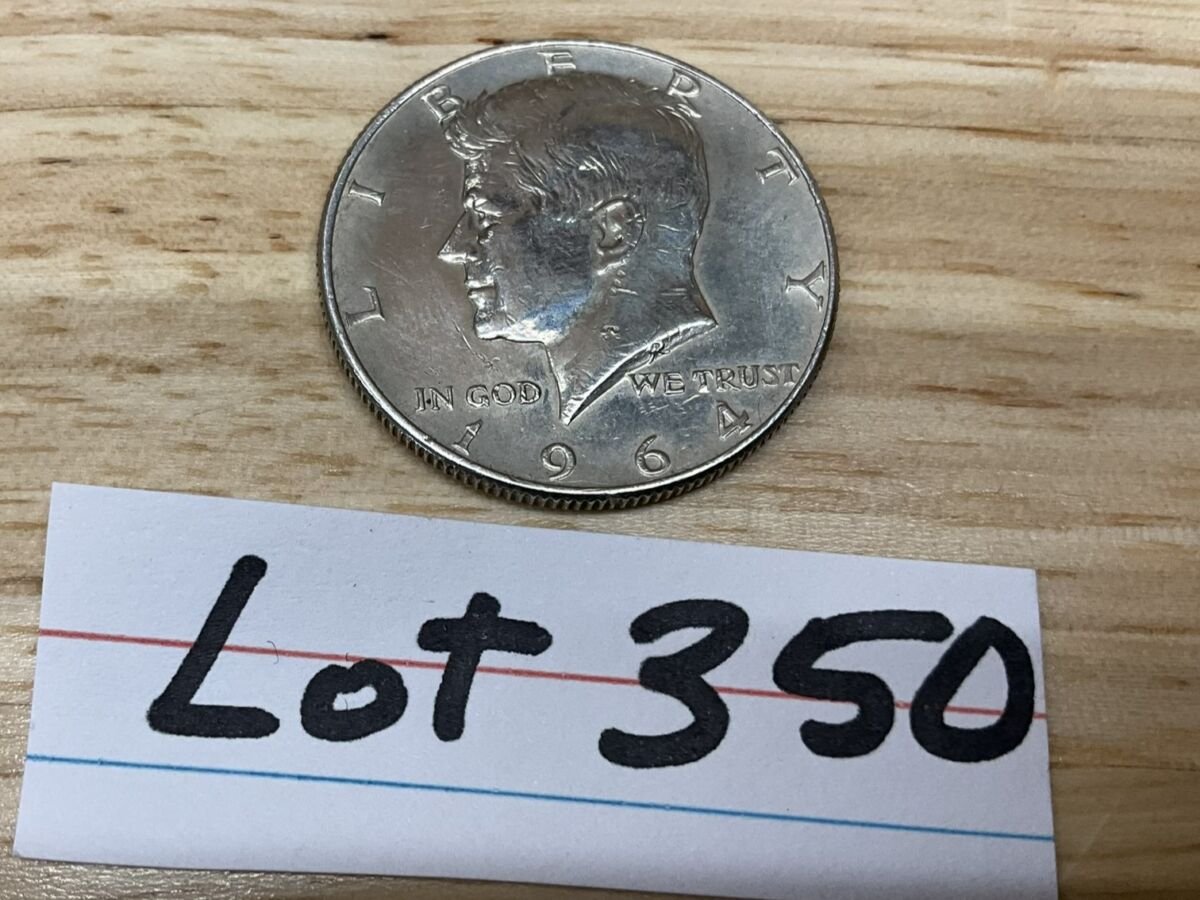 LIBERTY
IN GOD WE TRUST
1964
Lot 350